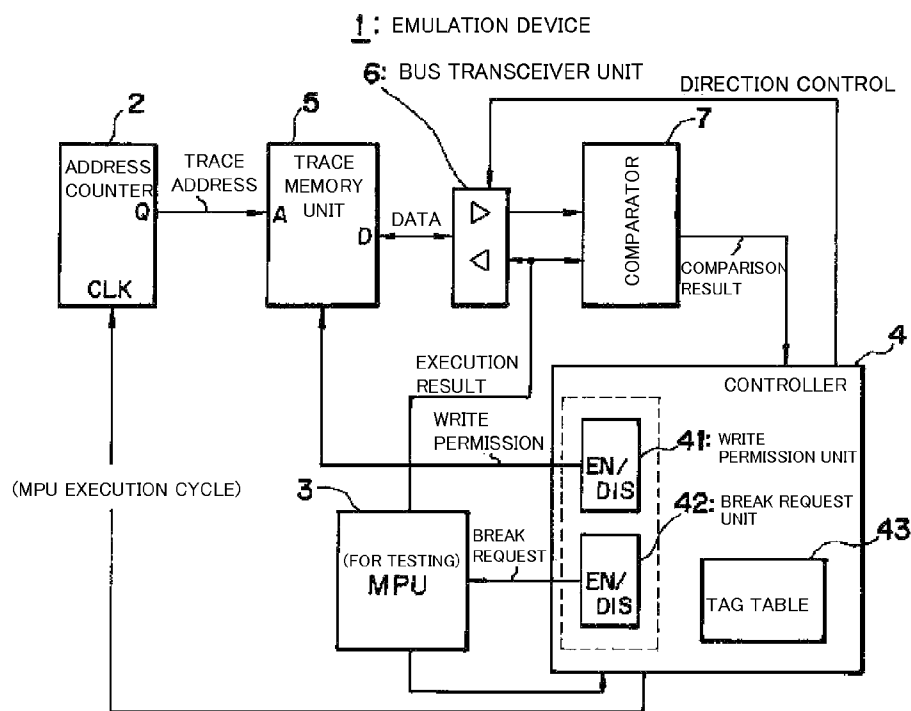 1: EMULATION DEVICE
6: BUS TRANSCEIVER UNIT
DIRECTION CONTROL
2
5
7
ADDRESS
COUNTER
Q
CLK
TRACE
ADDRESS
TRACE
MEMORY
UNIT
A
D
DATA
COMPARATOR
COMPARISON
RESULT
4
CONTROLLER
EXECUTION
RESULT
WRITE
PERMISSION
EN/
DIS
41: WRITE
PERMISSION UNIT
(MPU EXECUTION CYCLE)
3
(FOR TESTING)
MPU
BREAK
REQUEST
EN/
DIS
42: BREAK REQUEST
UNIT
43
TAG TABLE